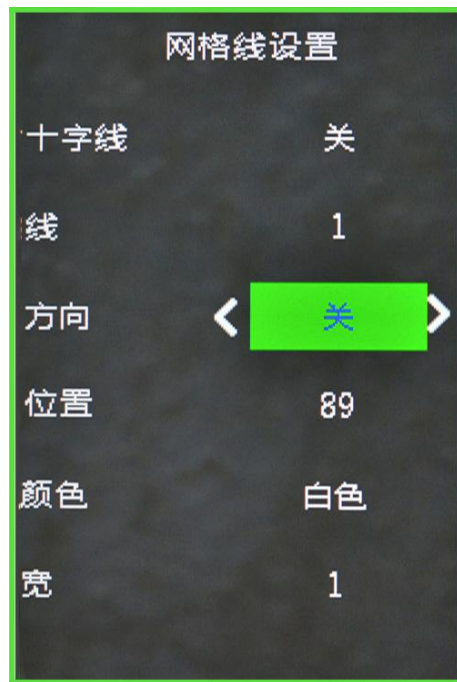 网格线设置
十字线 关
线 1
方向 < 关 >
位置 89
颜色 白色
宽 1